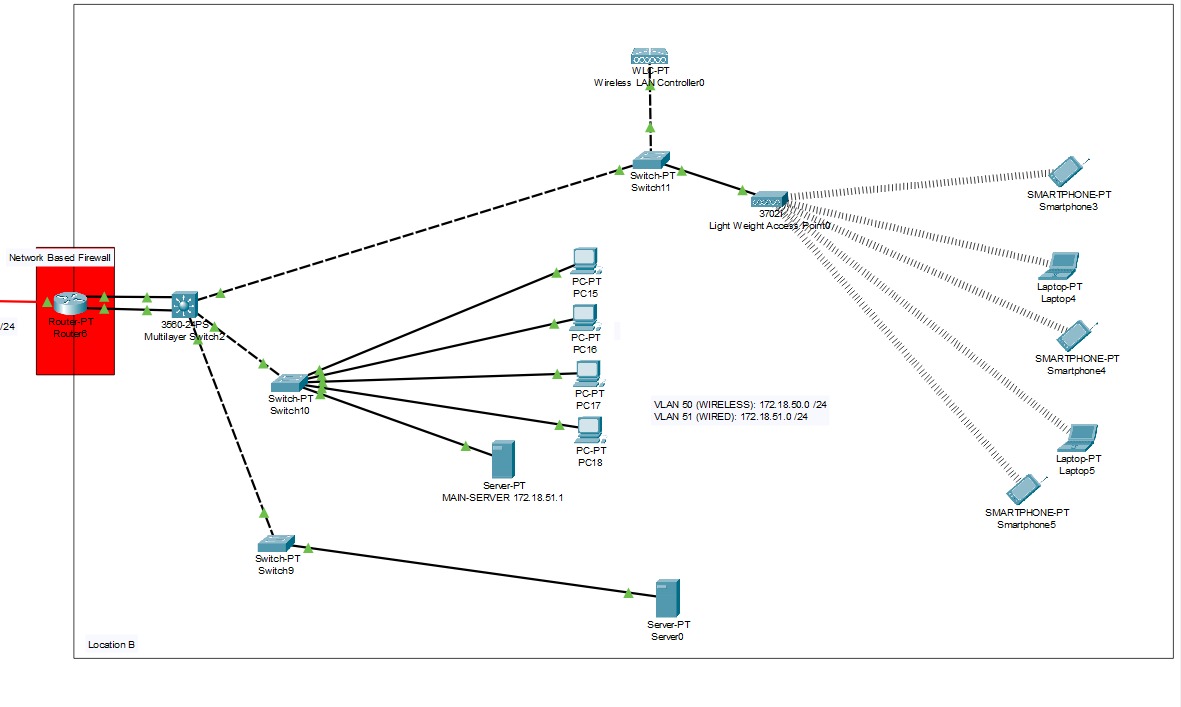 WLC-PT
Wireless LAN Controller0
Switch-PT
Switch11
3702i
Light Weight Access Point0
SMARTPHONE-PT
Smartphone3
Network Based Firewall
/24
Router-PT
Router6
3560-24PS
Multilayer Switch2
PC-PT
PC15
PC-PT
PC16
PC-PT
PC17
PC-PT
PC18
Laptop-PT
Laptop4
SMARTPHONE-PT
Smartphone4
Switch-PT
Switch10
VLAN 50 (WIRELESS): 172.18.50.0 /24
VLAN 51 (WIRED): 172.18.51.0 /24
Laptop-PT
Laptop5
Server-PT
MAIN-SERVER 172.18.51.1
SMARTPHONE-PT
Smartphone5
Switch-PT
Switch9
Server-PT
Server0
Location B